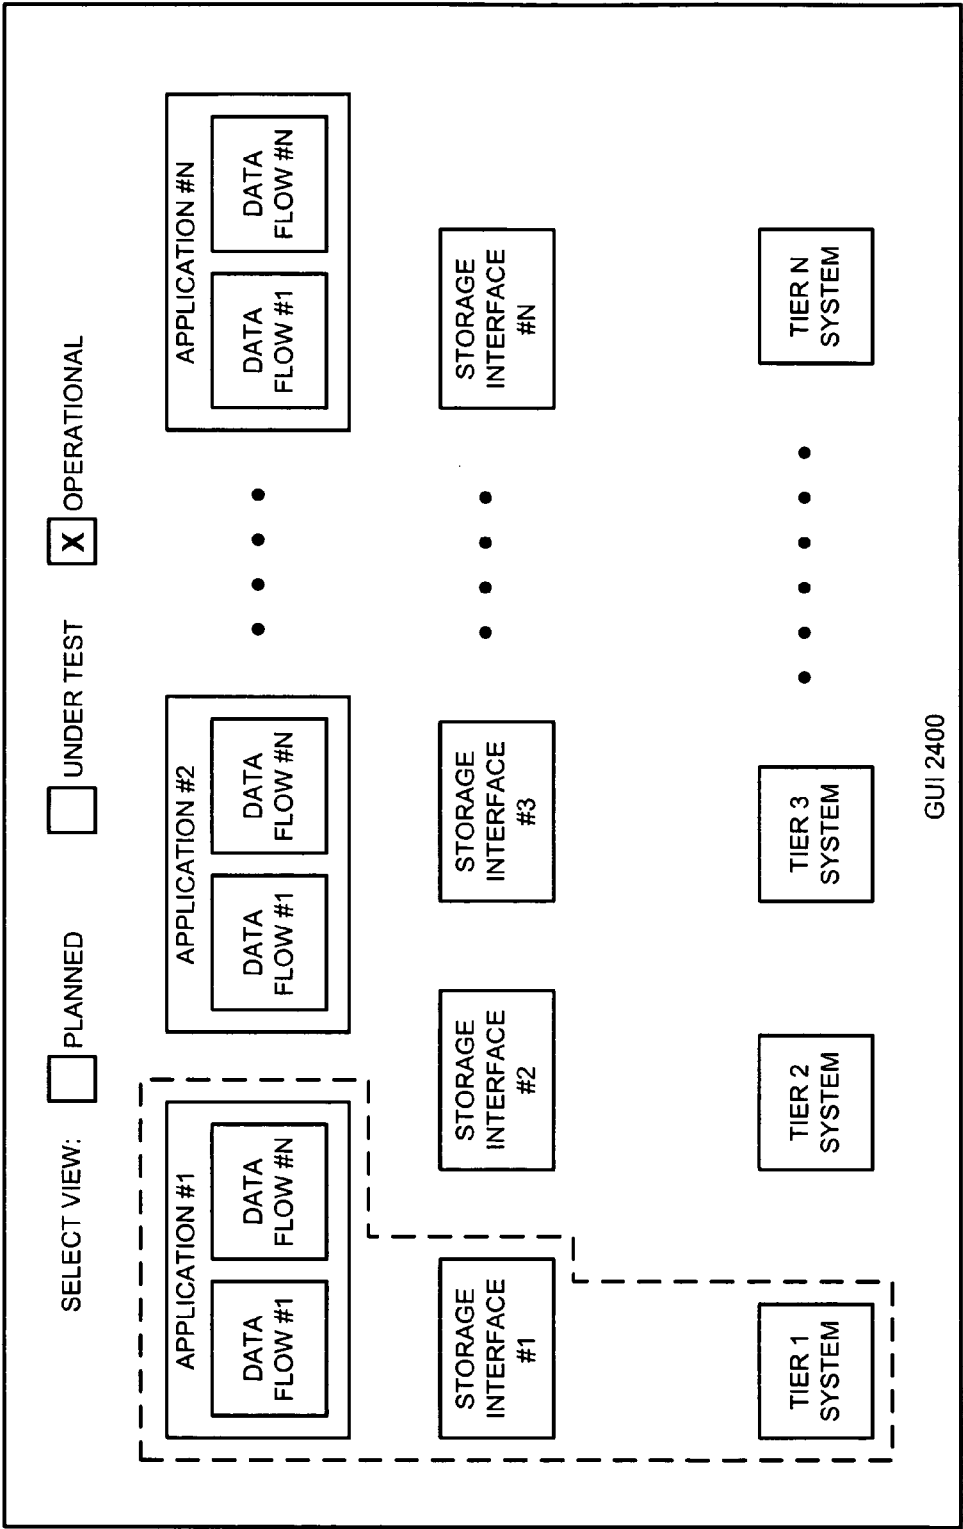 SELECT VIEW:
PLANNED
UNDER TEST
X OPERATIONAL
APPLICATION #1
DATA
FLOW #1
DATA
FLOW #N
APPLICATION #2
DATA
FLOW #1
DATA
FLOW #N
APPLICATION #N
DATA
FLOW #1
DATA
FLOW #N
STORAGE
INTERFACE
#1
STORAGE
INTERFACE
#2
STORAGE
INTERFACE
#3
STORAGE
INTERFACE
#N
TIER 1
SYSTEM
TIER 2
SYSTEM
TIER 3
SYSTEM
TIER N
SYSTEM
GUI 2400